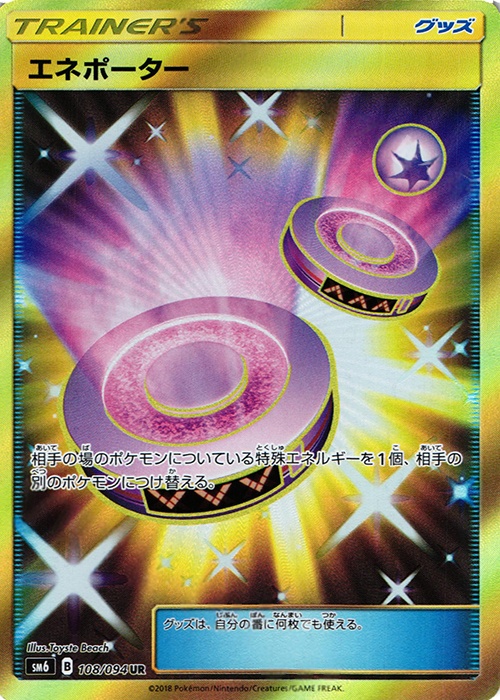 TRAINER'S
グッズ
エネポーター
相手の場のポケモンについている特殊エネルギーを1個、相手の
別のポケモンにつけ替える。
グッズは、自分の番に何枚でも使える。
Illus.Toyste Beach
SM6 B 108/094 UR
©2018 Pokémon/Nintendo/Creatures/GAME FREAK.